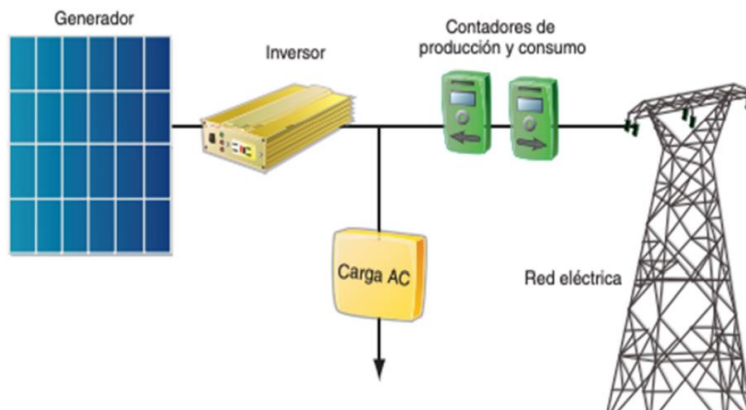 Generador
Inversor
Contadores de
producción y consumo
Carga AC
Red eléctrica